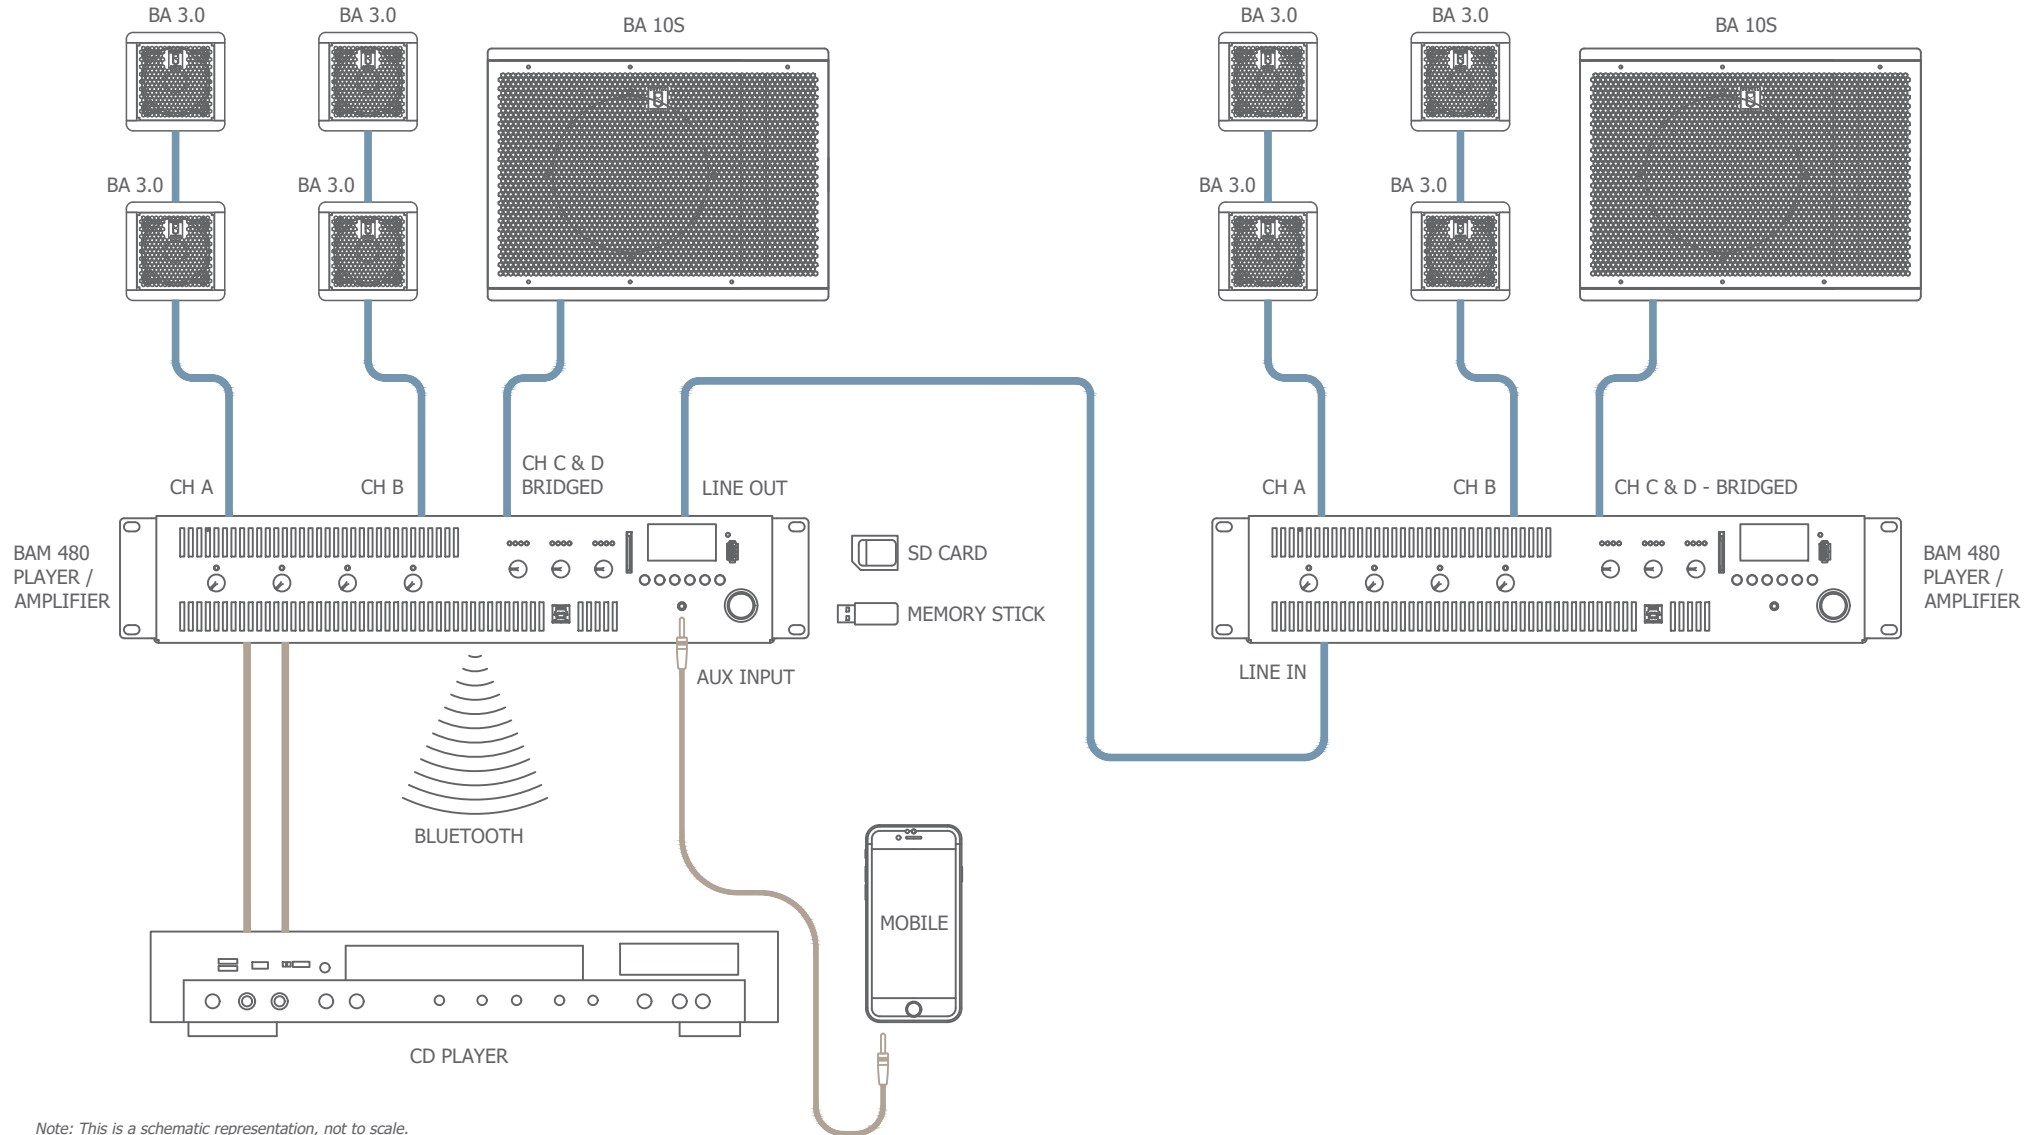 BA 3.0
BA 3.0
BA 10S
BA 3.0
BA 3.0
BA 10S
BA 3.0
BA 3.0
BA 3.0
BA 3.0
CH A
CH B
CH C & D
BRIDGED
LINE OUT
CH A
CH B
CH C & D - BRIDGED
BAM 480
PLAYER /
AMPLIFIER
SD CARD
MEMORY STICK
BAM 480
PLAYER /
AMPLIFIER
AUX INPUT
LINE IN
BLUETOOTH
MOBILE
CD PLAYER
Note: This is a schematic representation, not to scale.